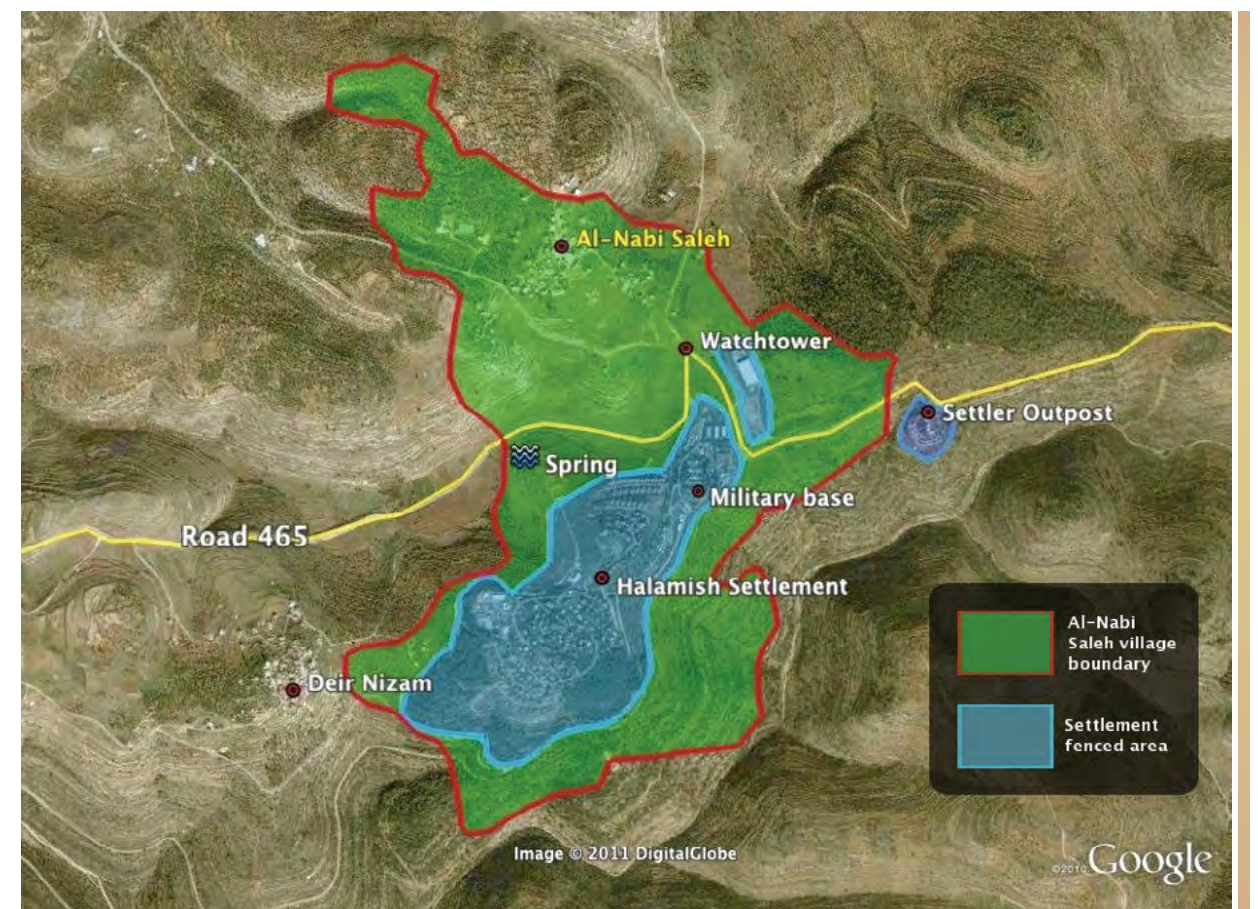 Al-Nabi Saleh
Watchtower
Settler Outpost
Spring
Military base
Road 465
Halamish Settlement
Deir Nizam
Al-Nabi
Saleh village
boundary
Settlement
fenced area
Image © 2011 DigitalGlobe
©2010 Google